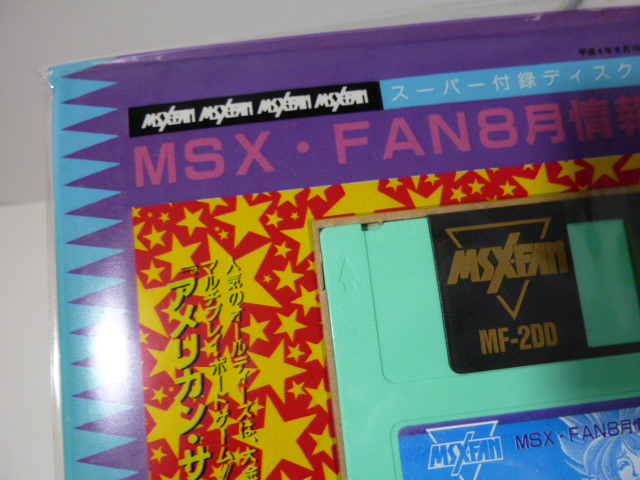 平成4年8月
MSXFAN MSXFAN MSXFAN MSXFAN
スーパー付録ディスク
MSX・FAN8月情報
人気のオールディーズは、大金
マルチプレイ・ボードゲーム!
『アメリカン・サ
MSXFAN
MF-2DD
MSXFAN
MSX・FAN8月情